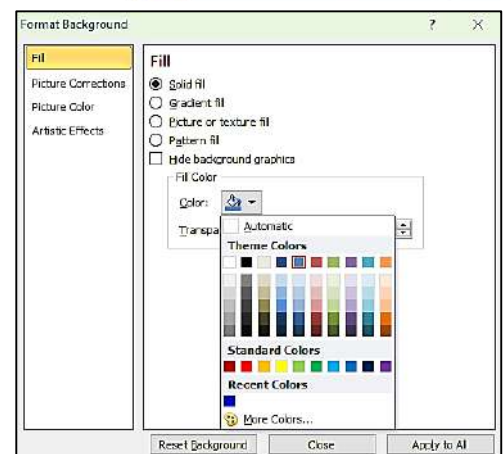 Format Background
Fill
Picture Corrections
Picture Color
Artistic Effects
Fill
Solid fill
Gradient fill
Picture or texture fill
Pattern fill
Hide background graphics
Fill Color
Color:
Transpa
Automatic
Theme Colors
Standard Colors
Recent Colors
More Colors...
Reset Background Close Apply to All